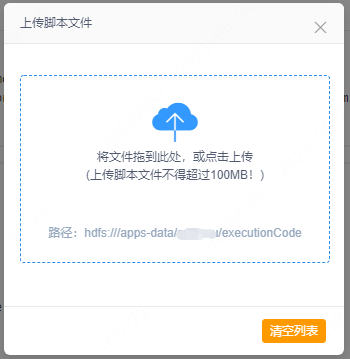 上传脚本文件
将文件拖到此处，或点击上传
（上传脚本文件不得超过100MB！）
路径：hdfs:///apps-data/ /executionCode
清空列表